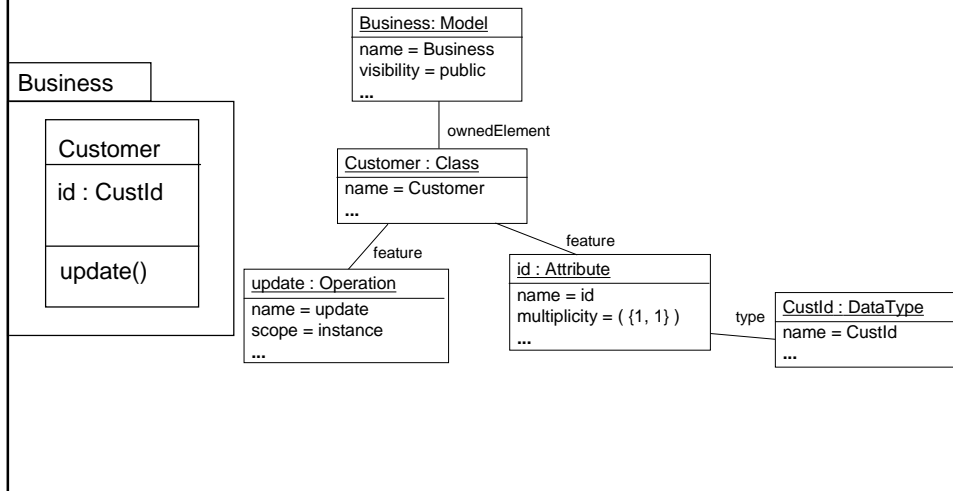 Business
Customer
id : CustId
update()
Business: Model
name = Business
visibility = public
...
ownedElement
Customer : Class
name = Customer
...
feature
feature
update : Operation
name = update
scope = instance
...
id : Attribute
name = id
multiplicity = ( {1, 1} )
...
type
CustId : DataType
name = CustId
...